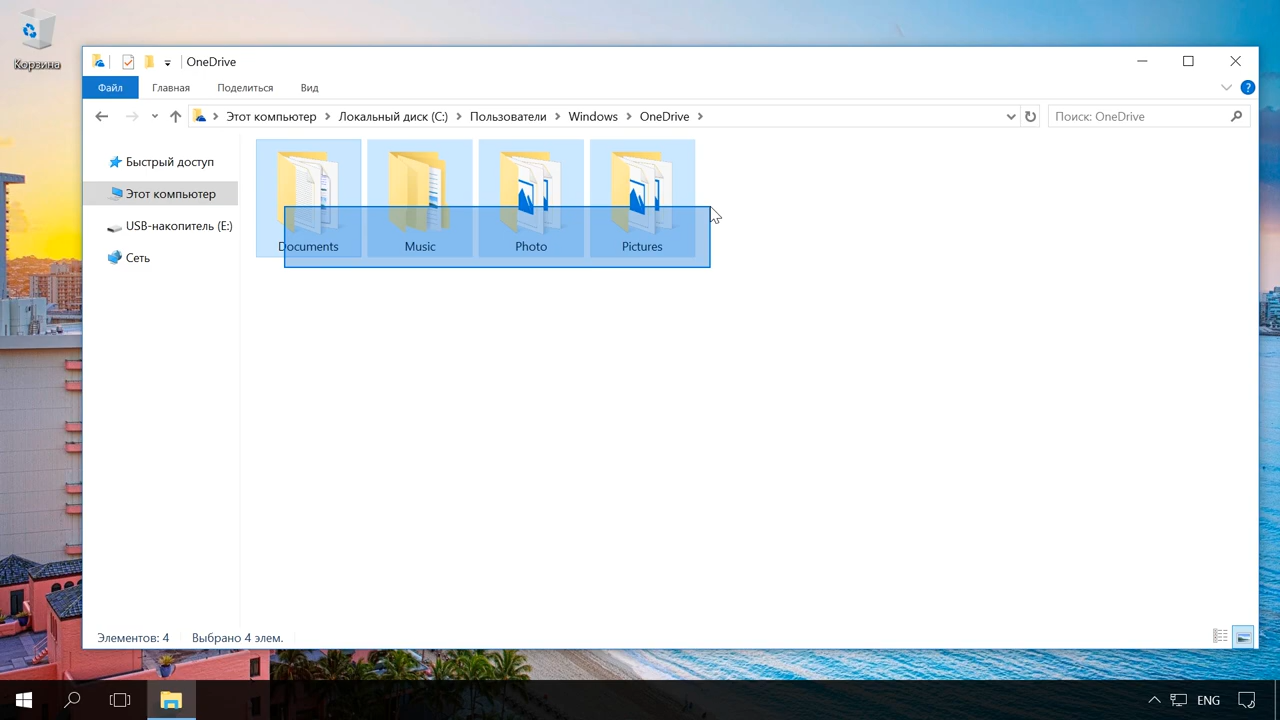 Корзина
OneDrive
Файл Главная Поделиться Вид
Этот компьютер Локальный диск (C:) Пользователи Windows OneDrive Поиск: OneDrive
Быстрый доступ
Этот компьютер
USB-накопитель (E:)
Сеть
Documents Music Photo Pictures
Элементов: 4 Выбрано 4 элем.
ENG